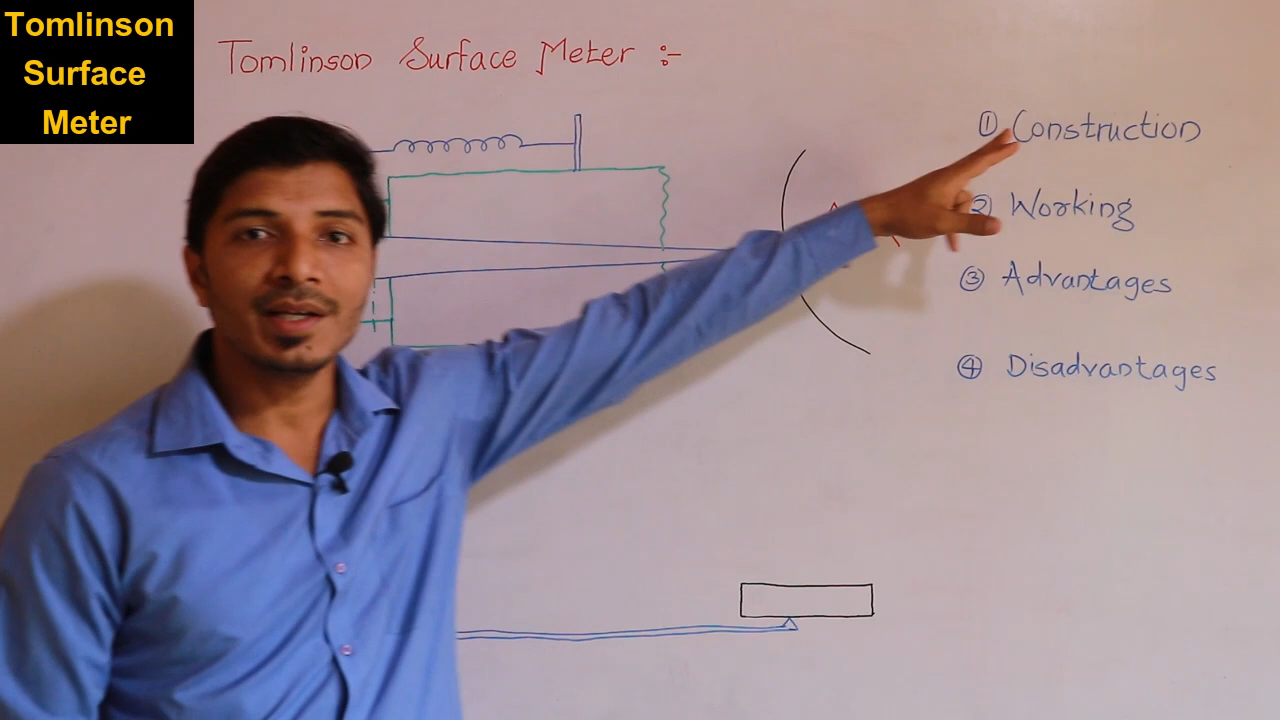 Tomlinson
Surface
Meter
Tomlinson Surface Meter :-
① Construction
② Working
③ Advantages
④ Disadvantages